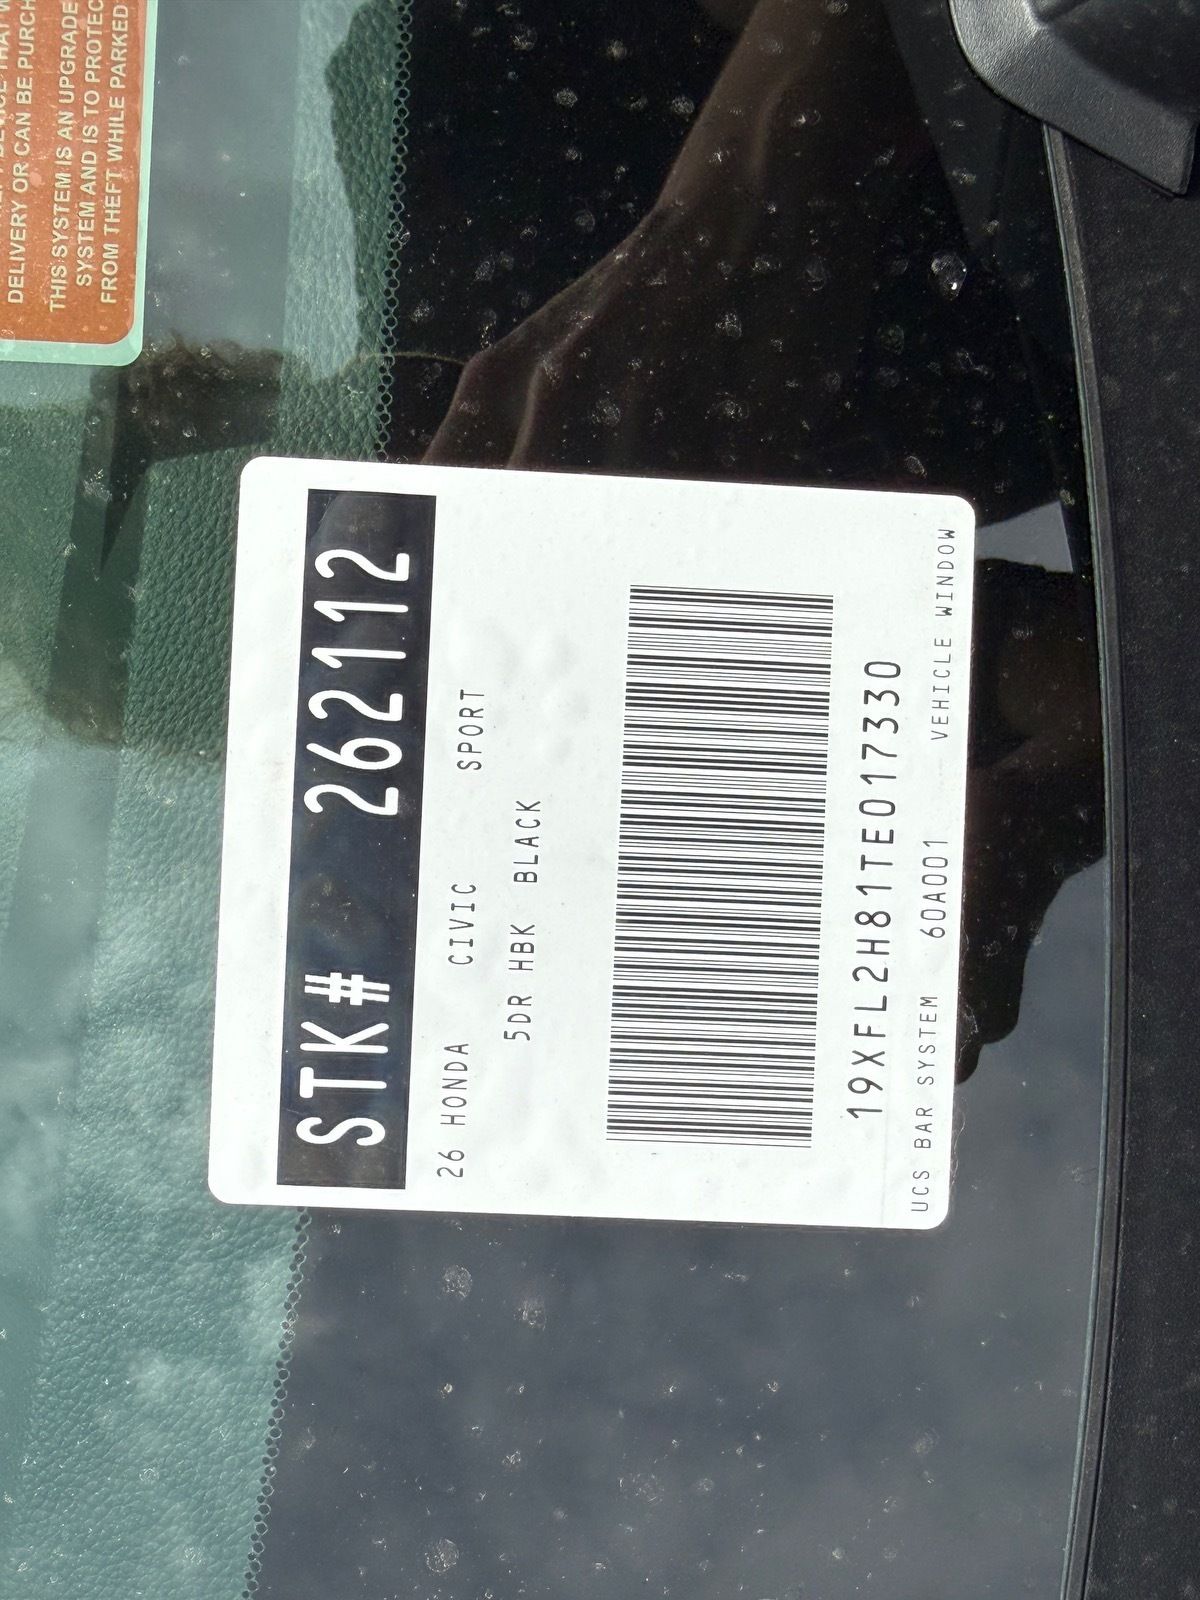 DELIVERY OR CAN BE PURCH
THIS SYSTEM IS AN UPGRADE
SYSTEM AND IS TO PROTEC
FROM THEFT WHILE PARKED
STK# 262112
26 HONDA CIVIC SPORT
5DR HBK BLACK
19XFL2H81TE017330
UCS BAR SYSTEM 60A001 VEHICLE WINDOW